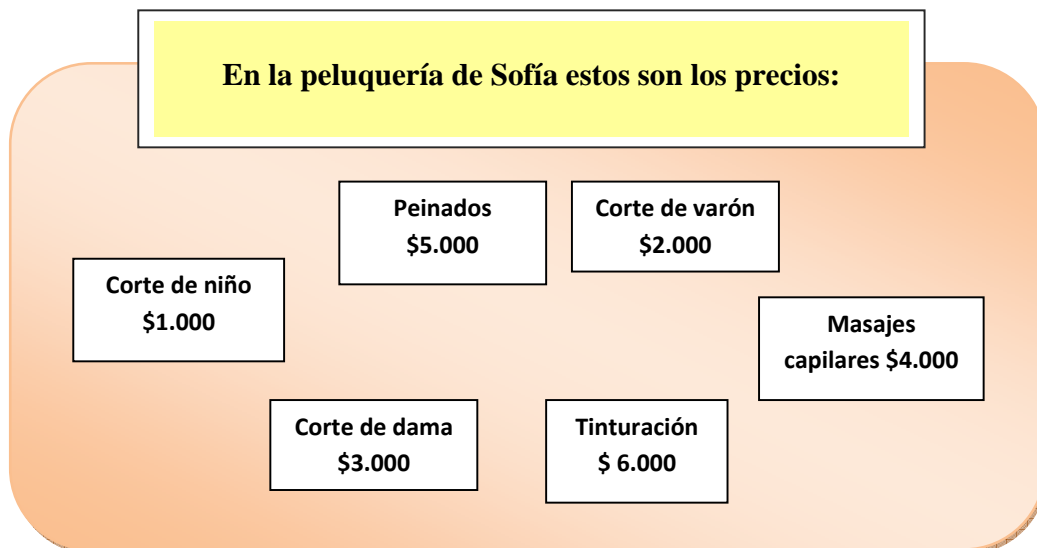 En la peluquería de Sofía estos son los precios:
Peinados
$5.000
Corte de varón
$2.000
Corte de niño
$1.000
Masajes
capilares $4.000
Corte de dama
$3.000
Tinturación
$ 6.000